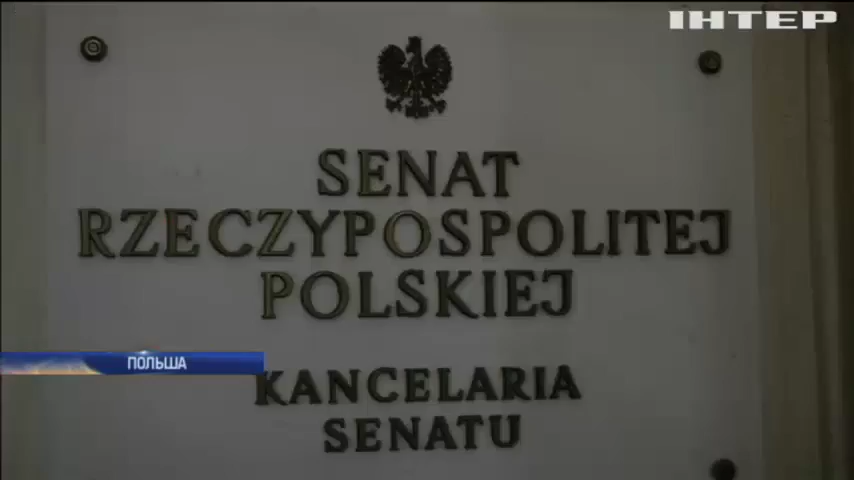 ІНТЕР
SENAT
RZECZYPOSPOLITEJ
POLSKIEJ
ПОЛЬША
KANCELARIA
SENATU